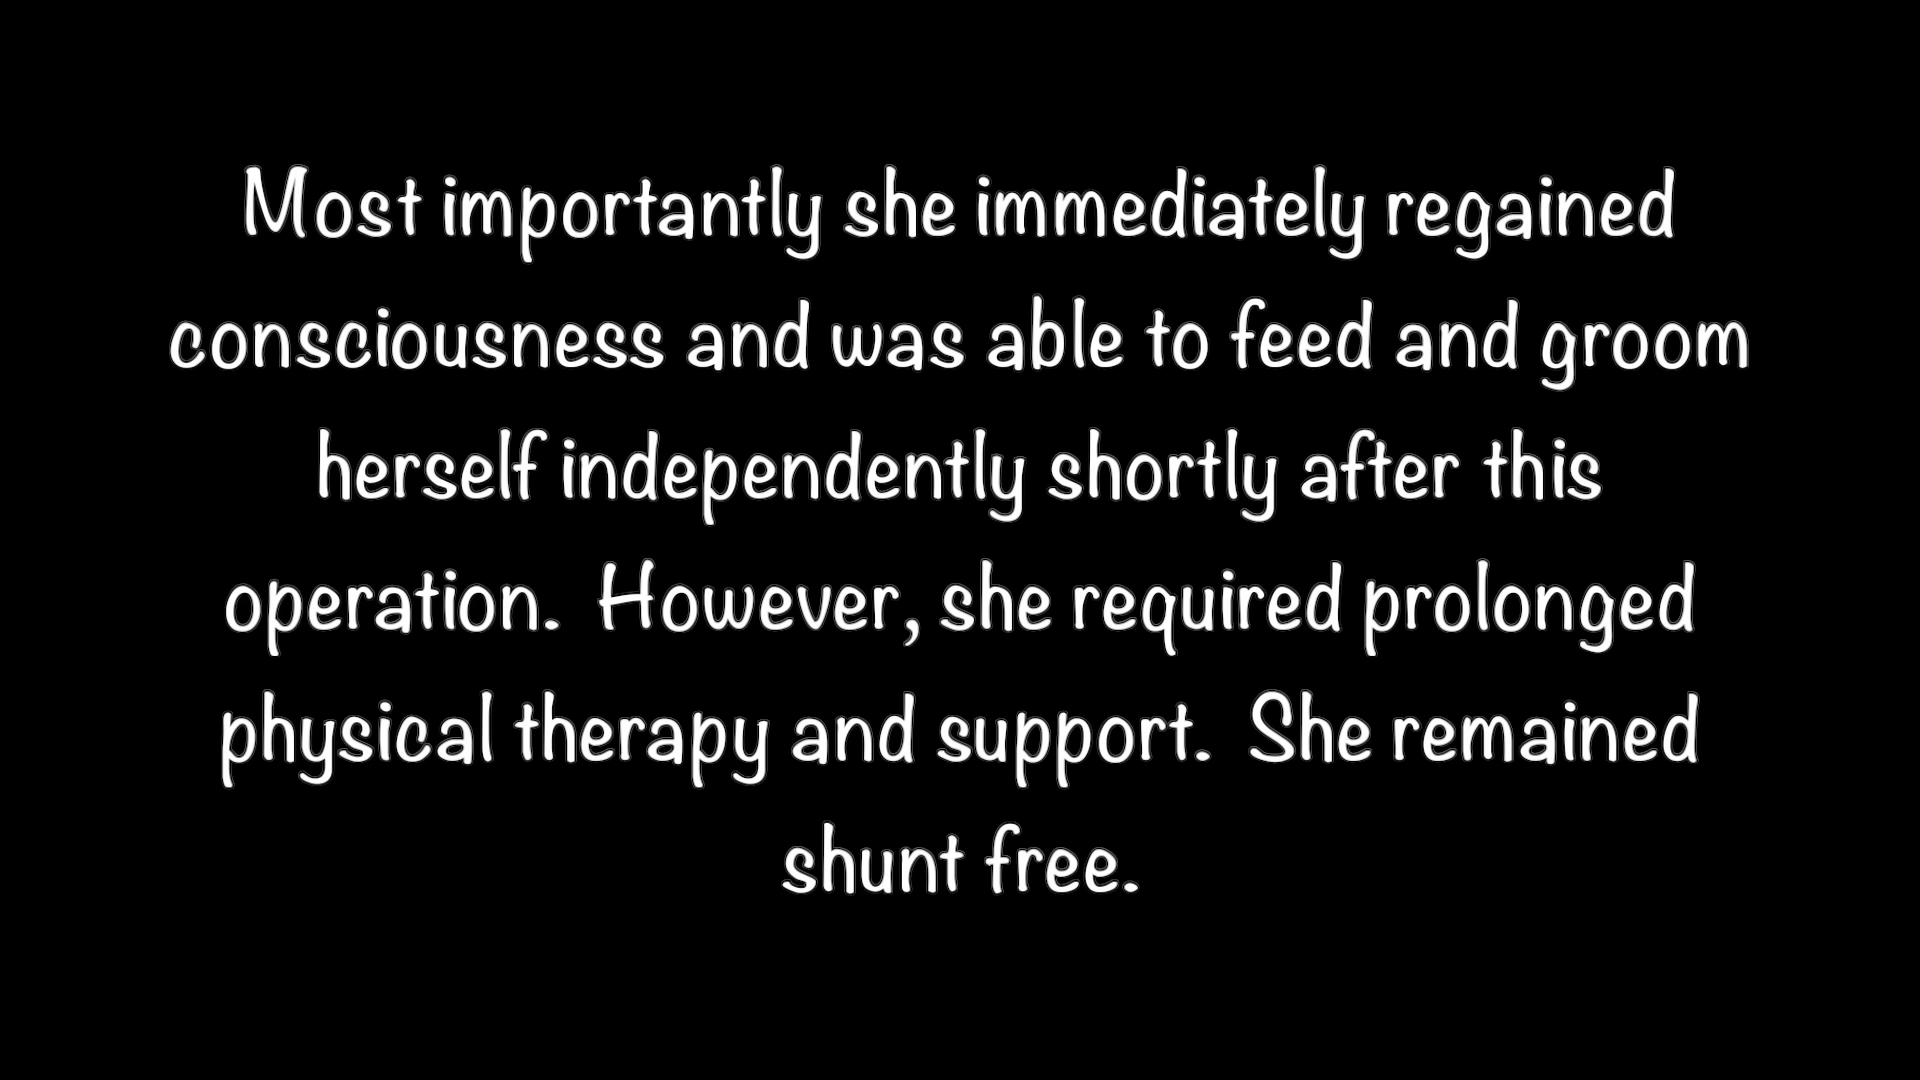 Most importantly she immediately regained
consciousness and was able to feed and groom
herself independently shortly after this
operation.  However, she required prolonged
physical therapy and support.  She remained
shunt free.